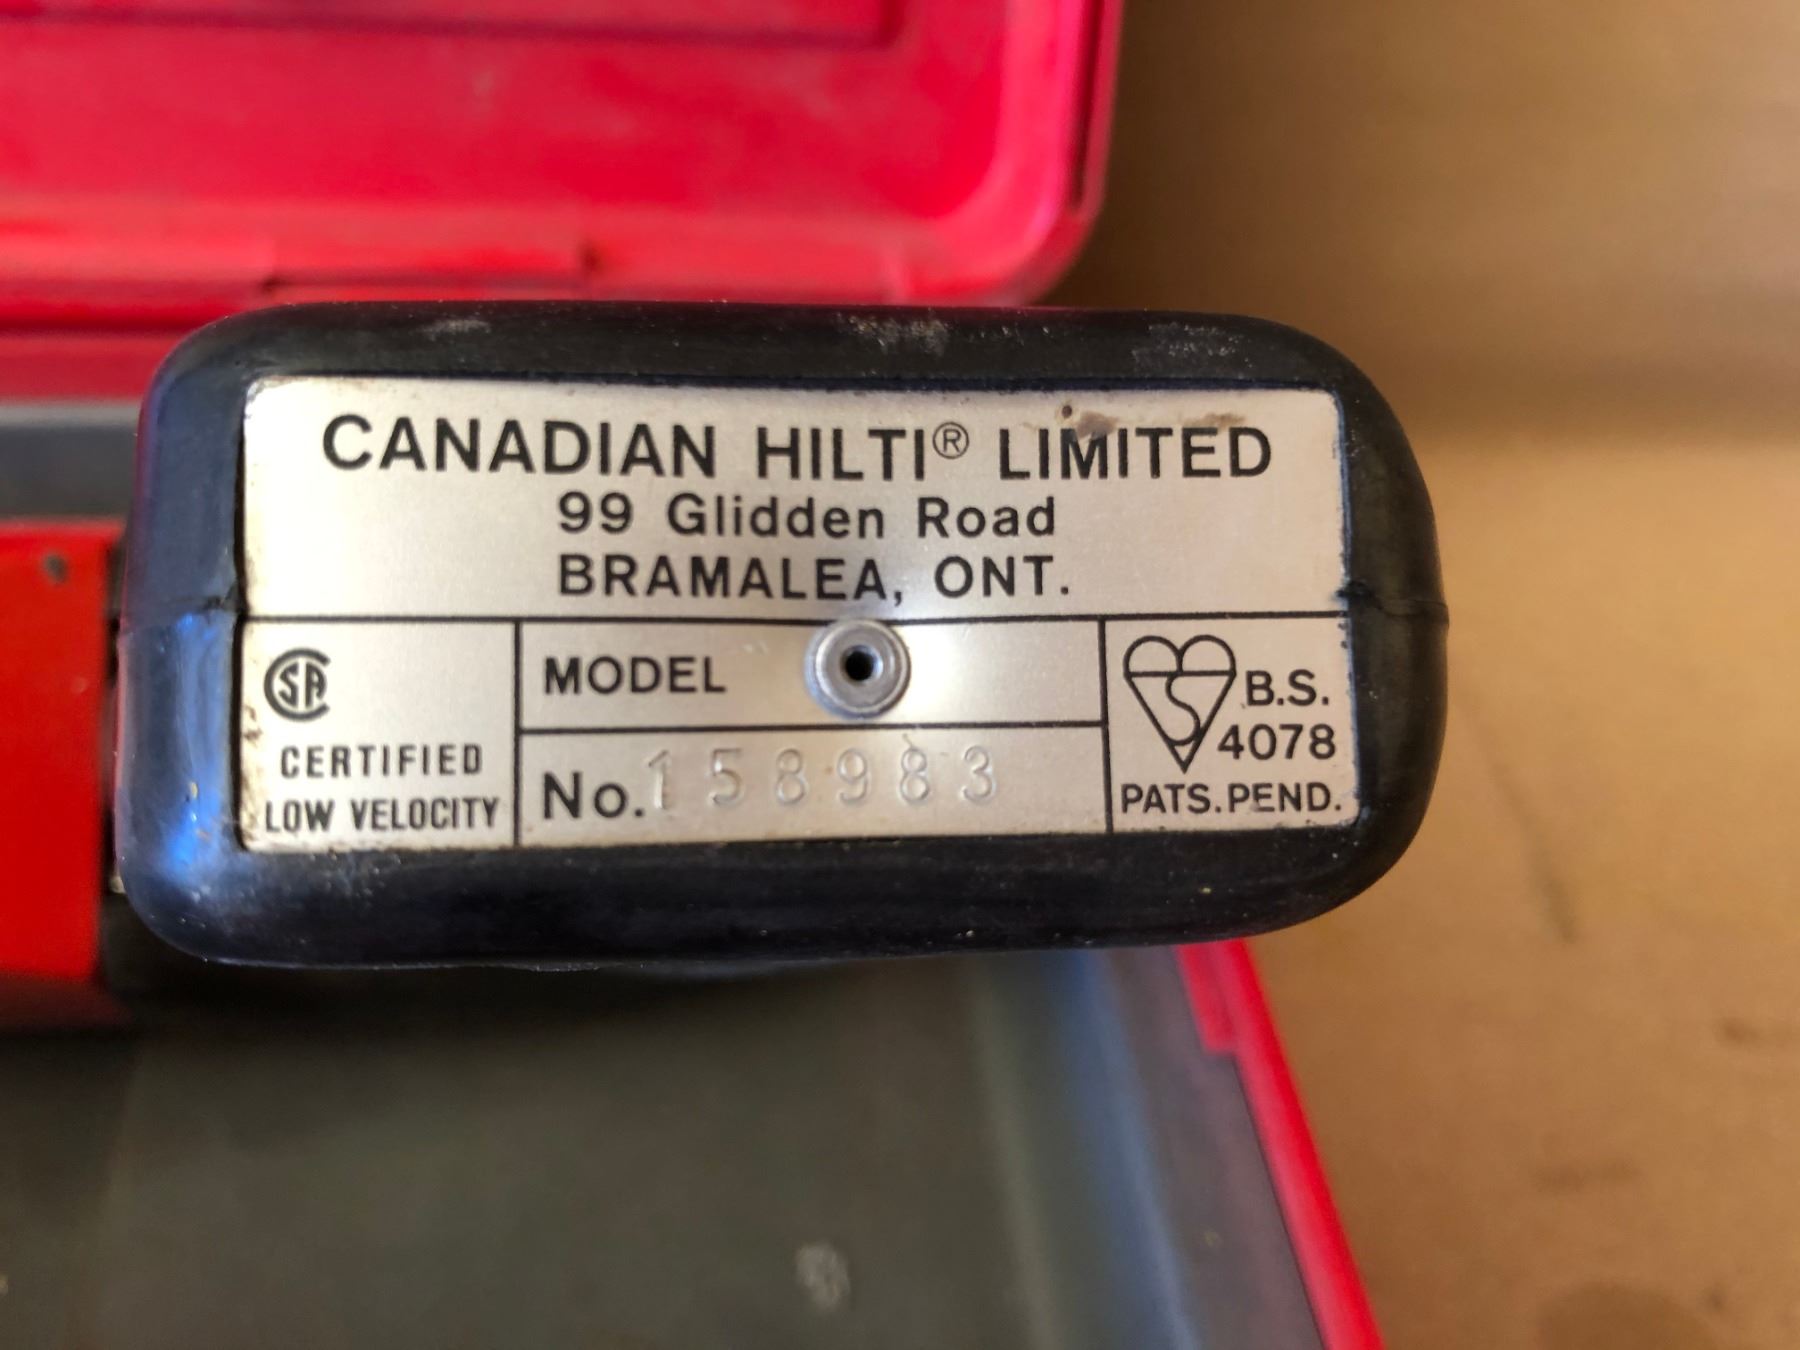 CANADIAN HILTI® LIMITED
99 Glidden Road
BRAMALEA, ONT.
CSA
CERTIFIED
LOW VELOCITY
MODEL
No. 158983
B.S.
4078
PATS. PEND.